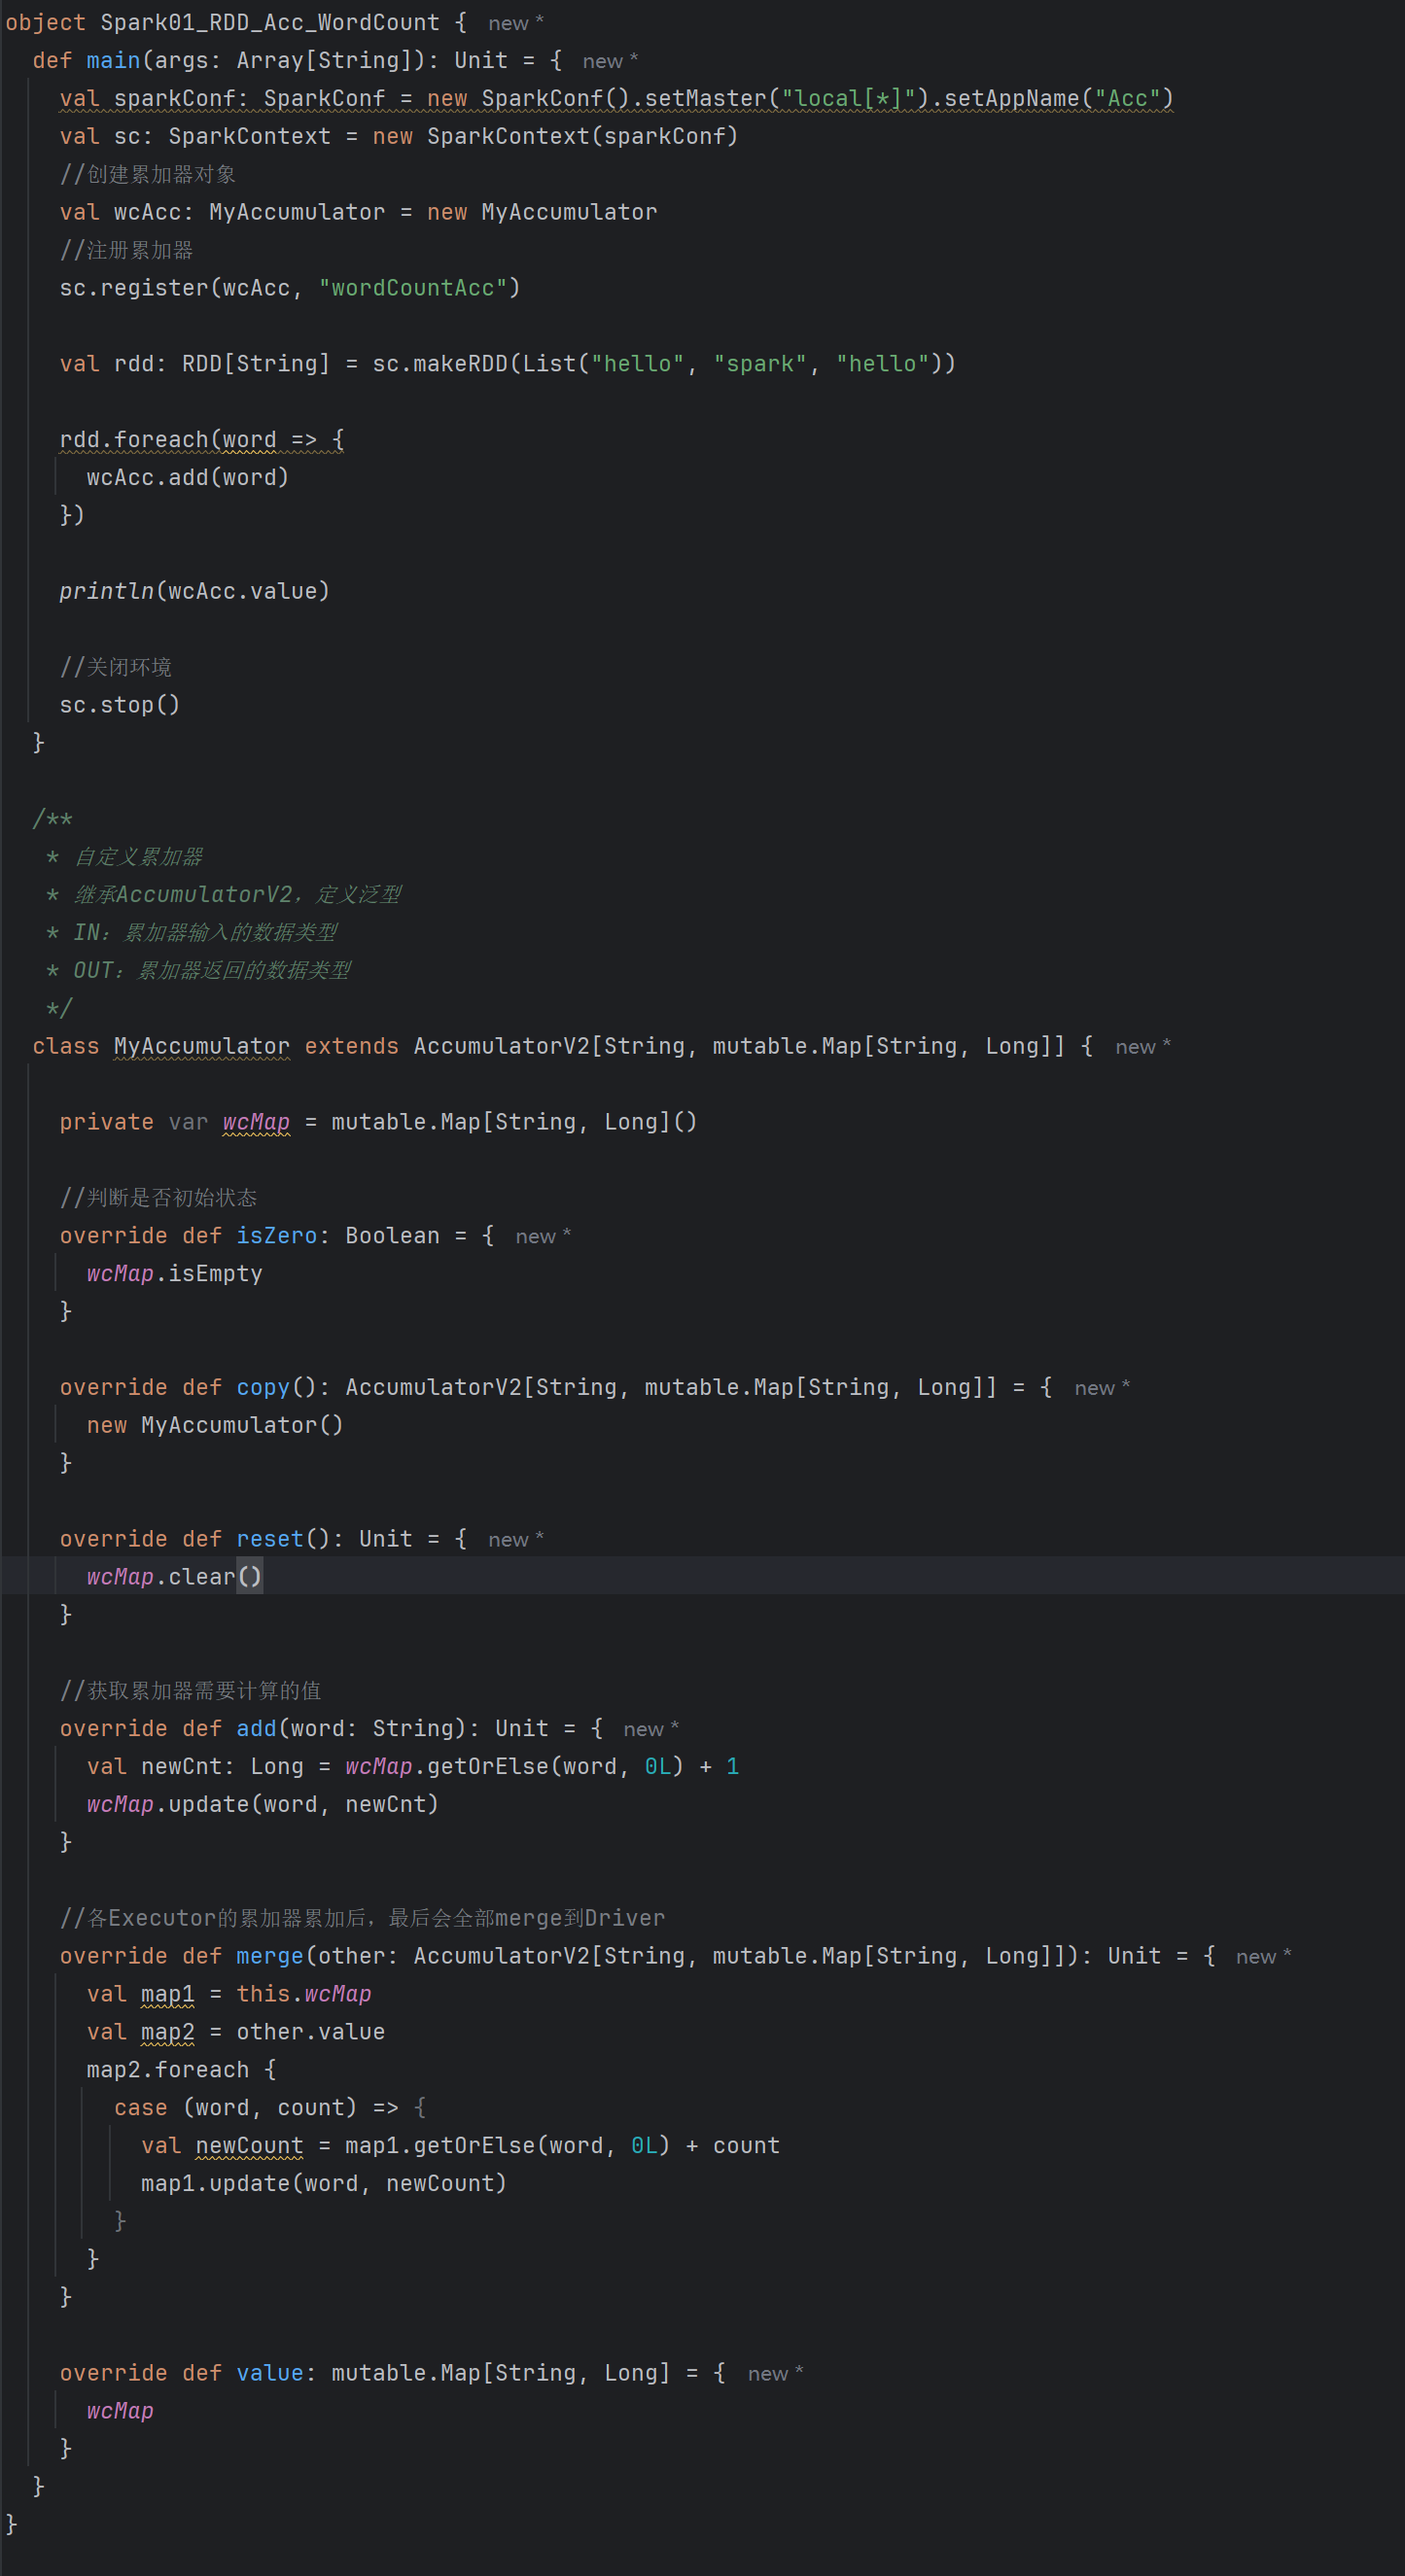 object Spark01_RDD_Acc_WordCount { new *
  def main(args: Array[String]): Unit = { new *
    val sparkConf: SparkConf = new SparkConf().setMaster("local[*]").setAppName("Acc")
    val sc: SparkContext = new SparkContext(sparkConf)
    //创建累加器对象
    val wcAcc: MyAccumulator = new MyAccumulator
    //注册累加器
    sc.register(wcAcc, "wordCountAcc")

    val rdd: RDD[String] = sc.makeRDD(List("hello", "spark", "hello"))

    rdd.foreach(word => {
      wcAcc.add(word)
    })

    println(wcAcc.value)

    //关闭环境
    sc.stop()
  }

  /**
   * 自定义累加器
   * 继承AccumulatorV2，定义泛型
   * IN：累加器输入的数据类型
   * OUT：累加器返回的数据类型
   */
  class MyAccumulator extends AccumulatorV2[String, mutable.Map[String, Long]] { new *

    private var wcMap = mutable.Map[String, Long]()

    //判断是否初始状态
    override def isZero: Boolean = { new *
      wcMap.isEmpty
    }

    override def copy(): AccumulatorV2[String, mutable.Map[String, Long]] = { new *
      new MyAccumulator()
    }

    override def reset(): Unit = { new *
      wcMap.clear()
    }

    //获取累加器需要计算的值
    override def add(word: String): Unit = { new *
      val newCnt: Long = wcMap.getOrElse(word, 0L) + 1
      wcMap.update(word, newCnt)
    }

    //各Executor的累加器累加后，最后会全部merge到Driver
    override def merge(other: AccumulatorV2[String, mutable.Map[String, Long]]): Unit = { new *
      val map1 = this.wcMap
      val map2 = other.value
      map2.foreach {
        case (word, count) => {
          val newCount = map1.getOrElse(word, 0L) + count
          map1.update(word, newCount)
        }
      }
    }

    override def value: mutable.Map[String, Long] = { new *
      wcMap
    }
  }
}